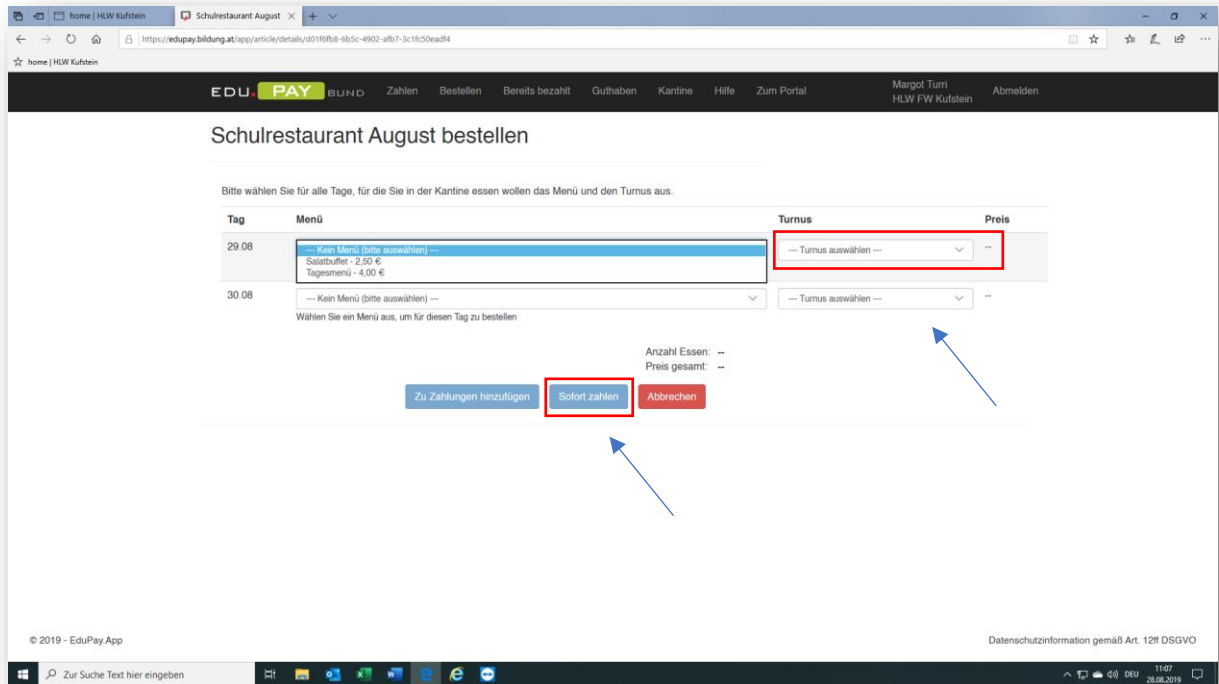 home | HLW Kufstein
Schulrestaurant August
https://edupay.bildung.at/app/article/details/d01f6fb8-6b5c-4902-afb7-3c1fc50eadf4
home | HLW Kufstein
EDU. PAY BUND Zahlen Bestellen Bereits bezahlt Guthaben Kantine Hilfe Zum Portal Margot Turri Abmelden
HLW FW Kufstein
Schulrestaurant August bestellen
Bitte wählen Sie für alle Tage, für die Sie in der Kantine essen wollen das Menü und den Turnus aus.
Tag Menü Turnus Preis
29.08 --- Kein Menü (bitte auswählen) --- --- Turnus auswählen --- --
Salatbuffet - 2,50 €
Tagesmenü - 4,00 €
30.08 --- Kein Menü (bitte auswählen) --- --- Turnus auswählen --- --
Wählen Sie ein Menü aus, um für diesen Tag zu bestellen
Anzahl Essen: --
Preis gesamt: --
Zu Zahlungen hinzufügen Sofort zahlen Abbrechen
© 2019 - EduPay.App Datenschutzinformation gemäß Art. 12ff DSGVO
Zur Suche Text hier eingeben DEU 11:07
28.08.2019